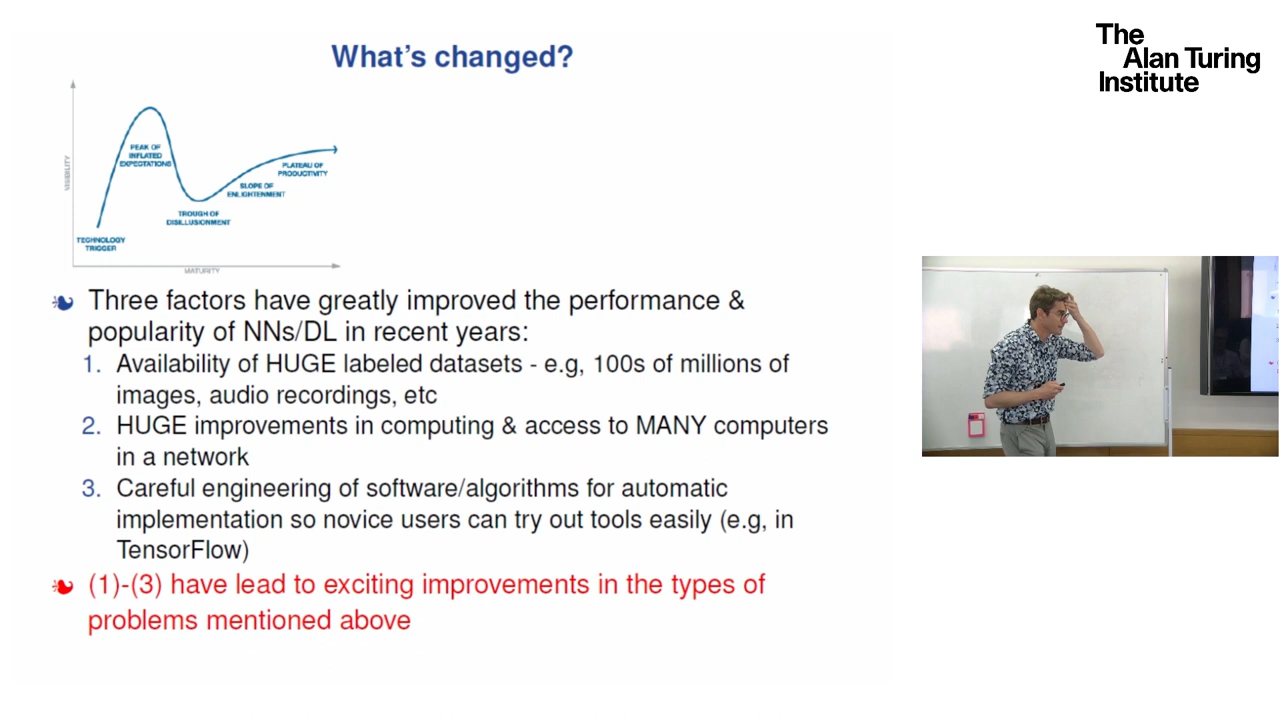 What's changed?
The
Alan Turing
Institute
VISIBILITY
PEAK OF
INFLATED
EXPECTATIONS
PLATEAU OF
PRODUCTIVITY
SLOPE OF
ENLIGHTENMENT
TROUGH OF
DISILLUSIONMENT
TECHNOLOGY
TRIGGER
MATURITY
Three factors have greatly improved the performance &
popularity of NNs/DL in recent years:
1. Availability of HUGE labeled datasets - e.g, 100s of millions of
images, audio recordings, etc
2. HUGE improvements in computing & access to MANY computers
in a network
3. Careful engineering of software/algorithms for automatic
implementation so novice users can try out tools easily (e.g, in
TensorFlow)
(1)-(3) have lead to exciting improvements in the types of
problems mentioned above